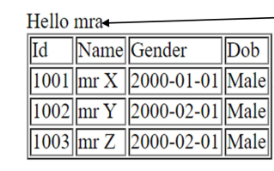 Hello mra
Id Name Gender Dob
1001 mr X 2000-01-01 Male
1002 mr Y 2000-02-01 Male
1003 mr Z 2000-02-01 Male